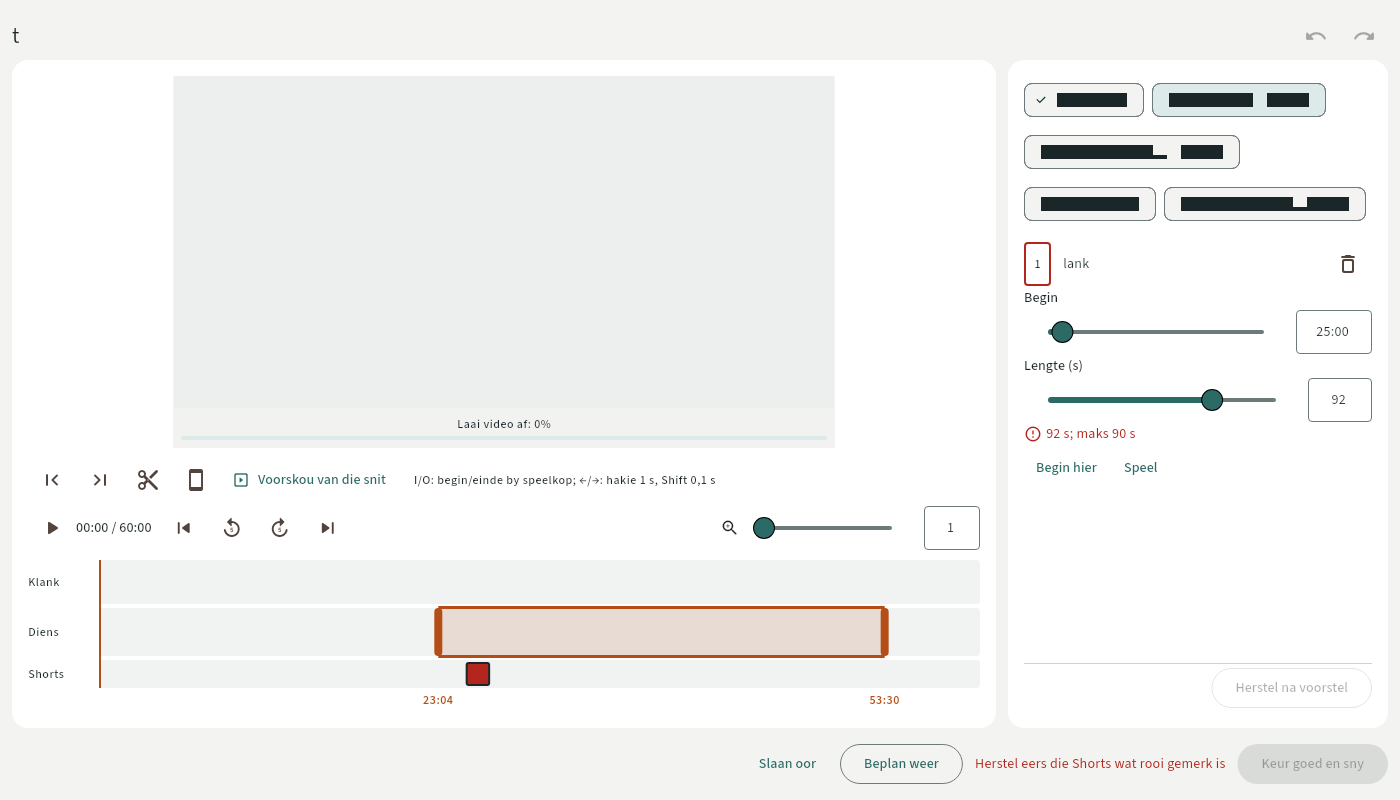 t
Laai video af: 0%
Voorskou van die snit
I/O: begin/einde by speelkop; ←/→: hakie 1 s, Shift 0,1 s
00:00 / 60:00
1
Klank
Diens
Shorts
23:04
53:30
1
lank
Begin
25:00
Lengte (s)
92
92 s; maks 90 s
Begin hier
Speel
Herstel na voorstel
Slaan oor
Beplan weer
Herstel eers die Shorts wat rooi gemerk is
Keur goed en sny